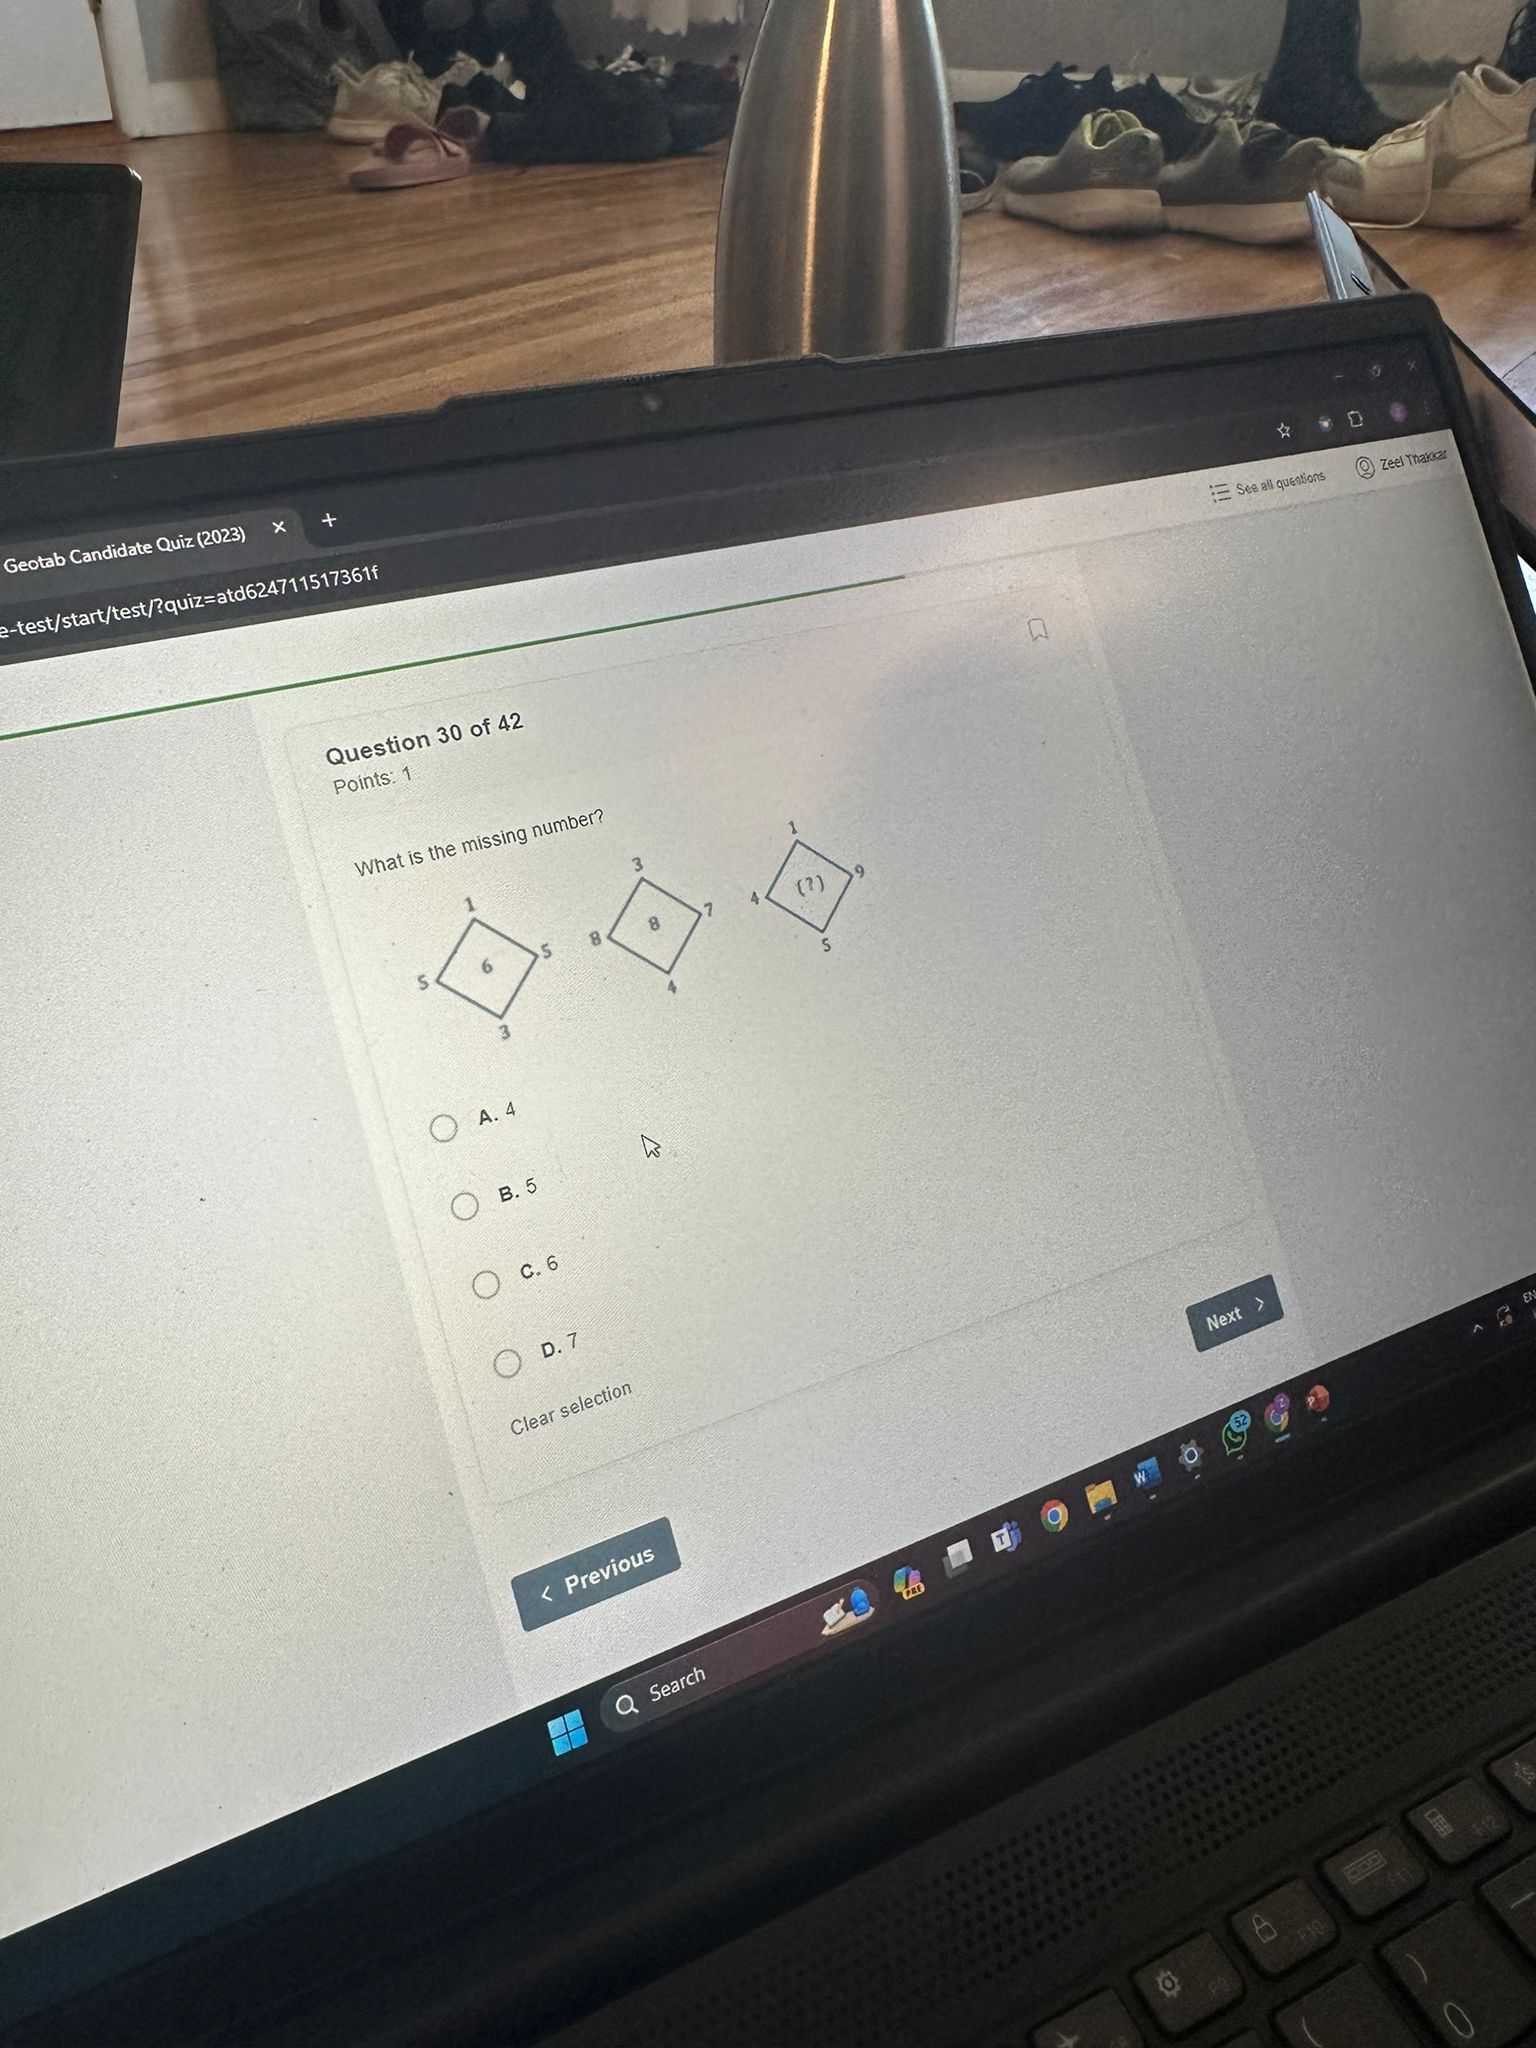 Geotab Candidate Quiz (2023)
e-test/start/test/?quiz=atd624711517361f
See all questions
Zeel Thakkar
Question 30 of 42
Points: 1
What is the missing number?
1
5 6 5
3
3
8 8 7
4
1
4 (?) 9
5
A. 4
B. 5
C. 6
D. 7
Clear selection
Next
Previous
Search
52
PRE
EN
F9
F10
F12